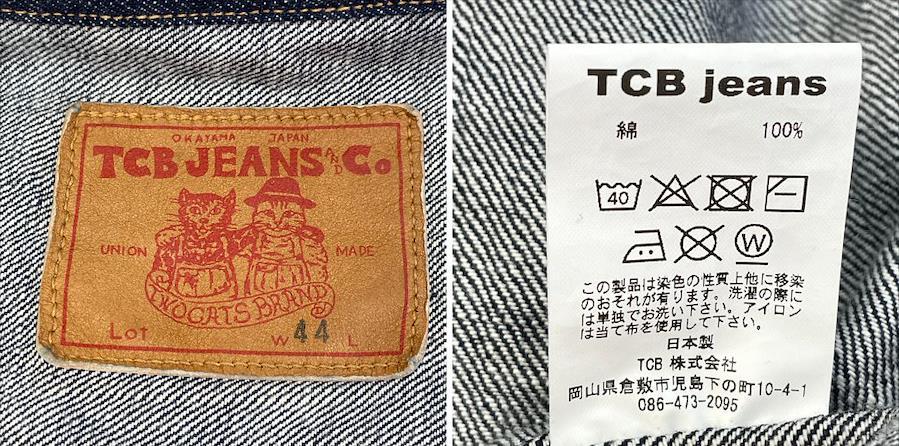 OKAYAMA JAPAN
TCB JEANS AND Co
UNION MADE
TWO CATS BRAND
Lot W 44 L
TCB jeans
綿 100%
40
W
この製品は染色の性質上他に移染
のおそれが有ります。洗濯の際に
は単独でお洗い下さい。アイロン
は当て布を使用して下さい。
日本製
TCB 株式会社
岡山県倉敷市児島下の町10-4-1
086-473-2095